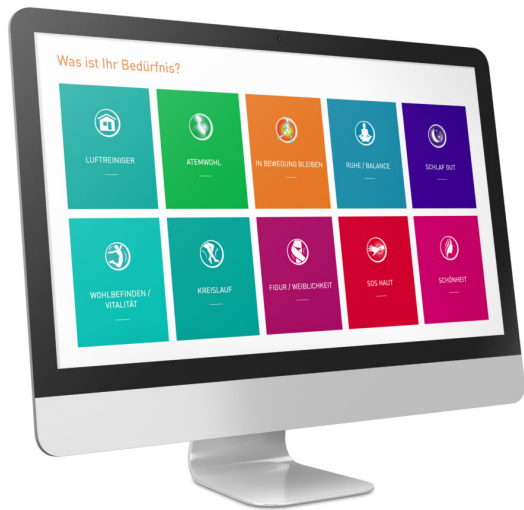 Was ist Ihr Bedürfnis?
LUFTREINIGER
ATEMWOHL
IN BEWEGUNG BLEIBEN
RUHE / BALANCE
SCHLAF GUT
WOHLBEFINDEN /
VITALITÄT
KREISLAUF
FIGUR / WEIBLICHKEIT
SOS HAUT
SCHÖNHEIT